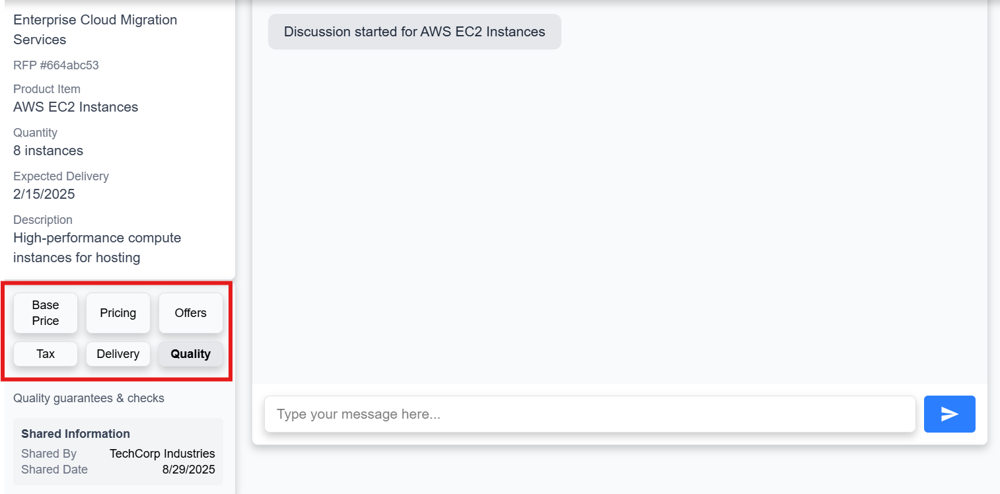 Enterprise Cloud Migration
Services
RFP #664abc53
Product Item
AWS EC2 Instances
Quantity
8 instances
Expected Delivery
2/15/2025
Description
High-performance compute
instances for hosting
Base
Price
Pricing
Offers
Tax
Delivery
Quality
Quality guarantees & checks
Shared Information
Shared By TechCorp Industries
Shared Date 8/29/2025
Discussion started for AWS EC2 Instances
Type your message here...